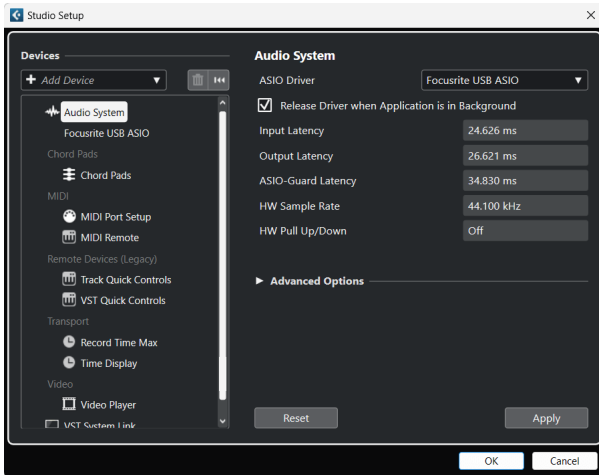 Studio Setup
Devices
Add Device
Audio System
Focusrite USB ASIO
Chord Pads
Chord Pads
MIDI
MIDI Port Setup
MIDI Remote
Remote Devices (Legacy)
Track Quick Controls
VST Quick Controls
Transport
Record Time Max
Time Display
Video
Video Player
VST System Link
Audio System
ASIO Driver Focusrite USB ASIO
Release Driver when Application is in Background
Input Latency 24.626 ms
Output Latency 26.621 ms
ASIO-Guard Latency 34.830 ms
HW Sample Rate 44.100 kHz
HW Pull Up/Down Off
Advanced Options
Reset Apply
OK Cancel